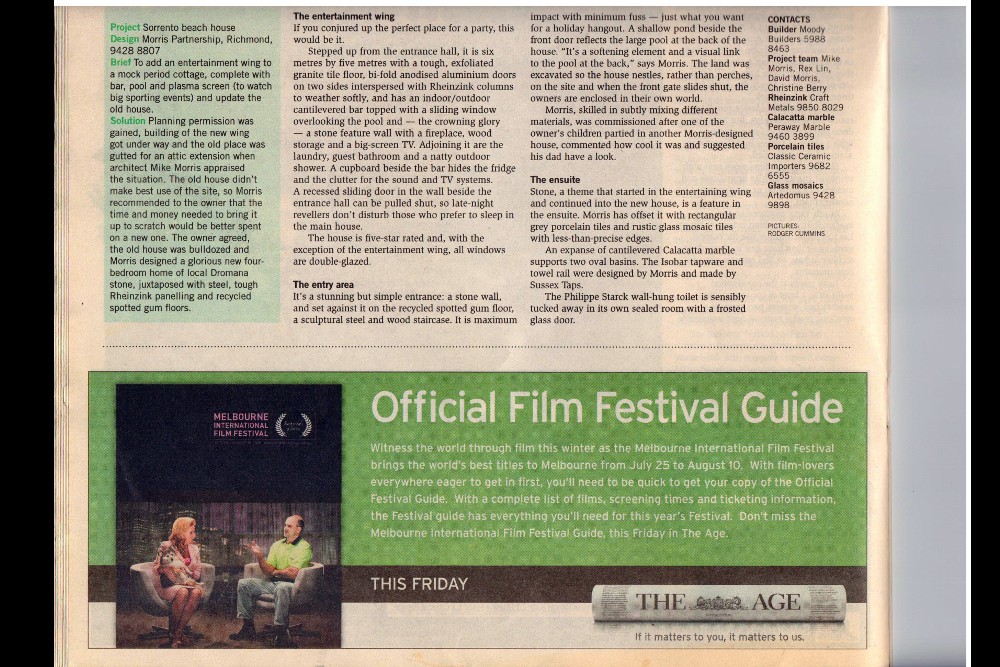 Project Sorrento beach house
Design Morris Partnership, Richmond,
9428 8807
Brief To add an entertainment wing to
a mock period cottage, complete with
bar, pool and plasma screen (to watch
big sporting events) and update the
old house.
Solution Planning permission was
gained, building of the new wing
got under way and the old place was
gutted for an attic extension when
architect Mike Morris appraised
the situation. The old house didn't
make best use of the site, so Morris
recommended to the owner that the
time and money needed to bring it
up to scratch would be better spent
on a new one. The owner agreed,
the old house was bulldozed and
Morris designed a glorious new four-
bedroom home of local Dromana
stone, juxtaposed with steel, tough
Rheinzink panelling and recycled
spotted gum floors.
The entertainment wing
If you conjured up the perfect place for a party, this
would be it.
Stepped up from the entrance hall, it is six
metres by five metres with a tough, exfoliated
granite tile floor, bi-fold anodised aluminium doors
on two sides interspersed with Rheinzink columns
to weather softly, and has an indoor/outdoor
cantilevered bar topped with a sliding window
overlooking the pool and — the crowning glory
— a stone feature wall with a fireplace, wood
storage and a big-screen TV. Adjoining it are the
laundry, guest bathroom and a natty outdoor
shower. A cupboard beside the bar hides the fridge
and the clutter for the sound and TV systems.
A recessed sliding door in the wall beside the
entrance hall can be pulled shut, so late-night
revellers don't disturb those who prefer to sleep in
the main house.
The house is five-star rated and, with the
exception of the entertainment wing, all windows
are double-glazed.
The entry area
It's a stunning but simple entrance: a stone wall,
and set against it on the recycled spotted gum floor,
a sculptural steel and wood staircase. It is maximum
impact with minimum fuss — just what you want
for a holiday hangout. A shallow pond beside the
front door reflects the large pool at the back of the
house. "It's a softening element and a visual link
to the pool at the back," says Morris. The land was
excavated so the house nestles, rather than perches,
on the site and when the front gate slides shut, the
owners are enclosed in their own world.
Morris, skilled in subtly mixing different
materials, was commissioned after one of the
owner's children partied in another Morris-designed
house, commented how cool it was and suggested
his dad have a look.
The ensuite
Stone, a theme that started in the entertaining wing
and continued into the new house, is a feature in
the ensuite. Morris has offset it with rectangular
grey porcelain tiles and rustic glass mosaic tiles
with less-than-precise edges.
An expanse of cantilevered Calacatta marble
supports two oval basins. The Isobar tapware and
towel rail were designed by Morris and made by
Sussex Taps.
The Philippe Starck wall-hung toilet is sensibly
tucked away in its own sealed room with a frosted
glass door.
CONTACTS
Builder Moody
Builders 5988
8463
Project team Mike
Morris, Rex Lin,
David Morris,
Christine Berry
Rheinzink Craft
Metals 9850 8029
Calacatta marble
Peraway Marble
9460 3899
Porcelain tiles
Classic Ceramic
Importers 9682
6555
Glass mosaics
Artedomus 9428
9898
PICTURES:
RODGER CUMMINS
MELBOURNE
INTERNATIONAL
FILM FESTIVAL
Official Film Festival Guide
Witness the world through film this winter as the Melbourne International Film Festival
brings the world's best titles to Melbourne from July 25 to August 10. With film-lovers
everywhere eager to get in first, you'll need to be quick to get your copy of the Official
Festival Guide. With a complete list of films, screening times and ticketing information,
the Festival guide has everything you'll need for this year's Festival. Don't miss the
Melbourne International Film Festival Guide, this Friday in The Age.
THIS FRIDAY
THE AGE
If it matters to you, it matters to us.